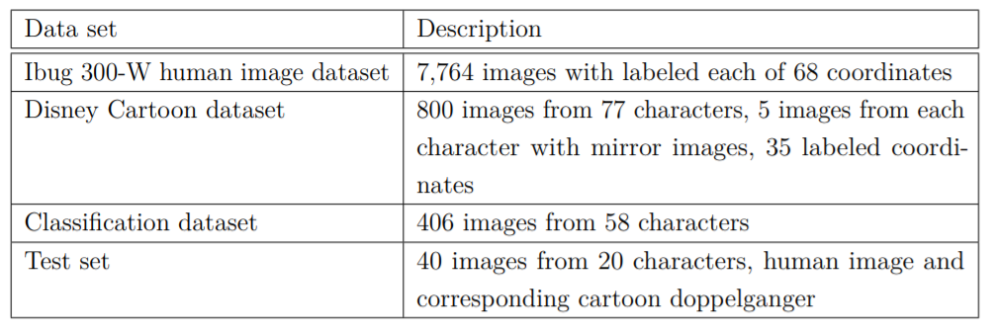 Data set Description
Ibug 300-W human image dataset 7,764 images with labeled each of 68 coordinates
Disney Cartoon dataset 800 images from 77 characters, 5 images from each
character with mirror images, 35 labeled coordi-
nates
Classification dataset 406 images from 58 characters
Test set 40 images from 20 characters, human image and
corresponding cartoon doppelganger